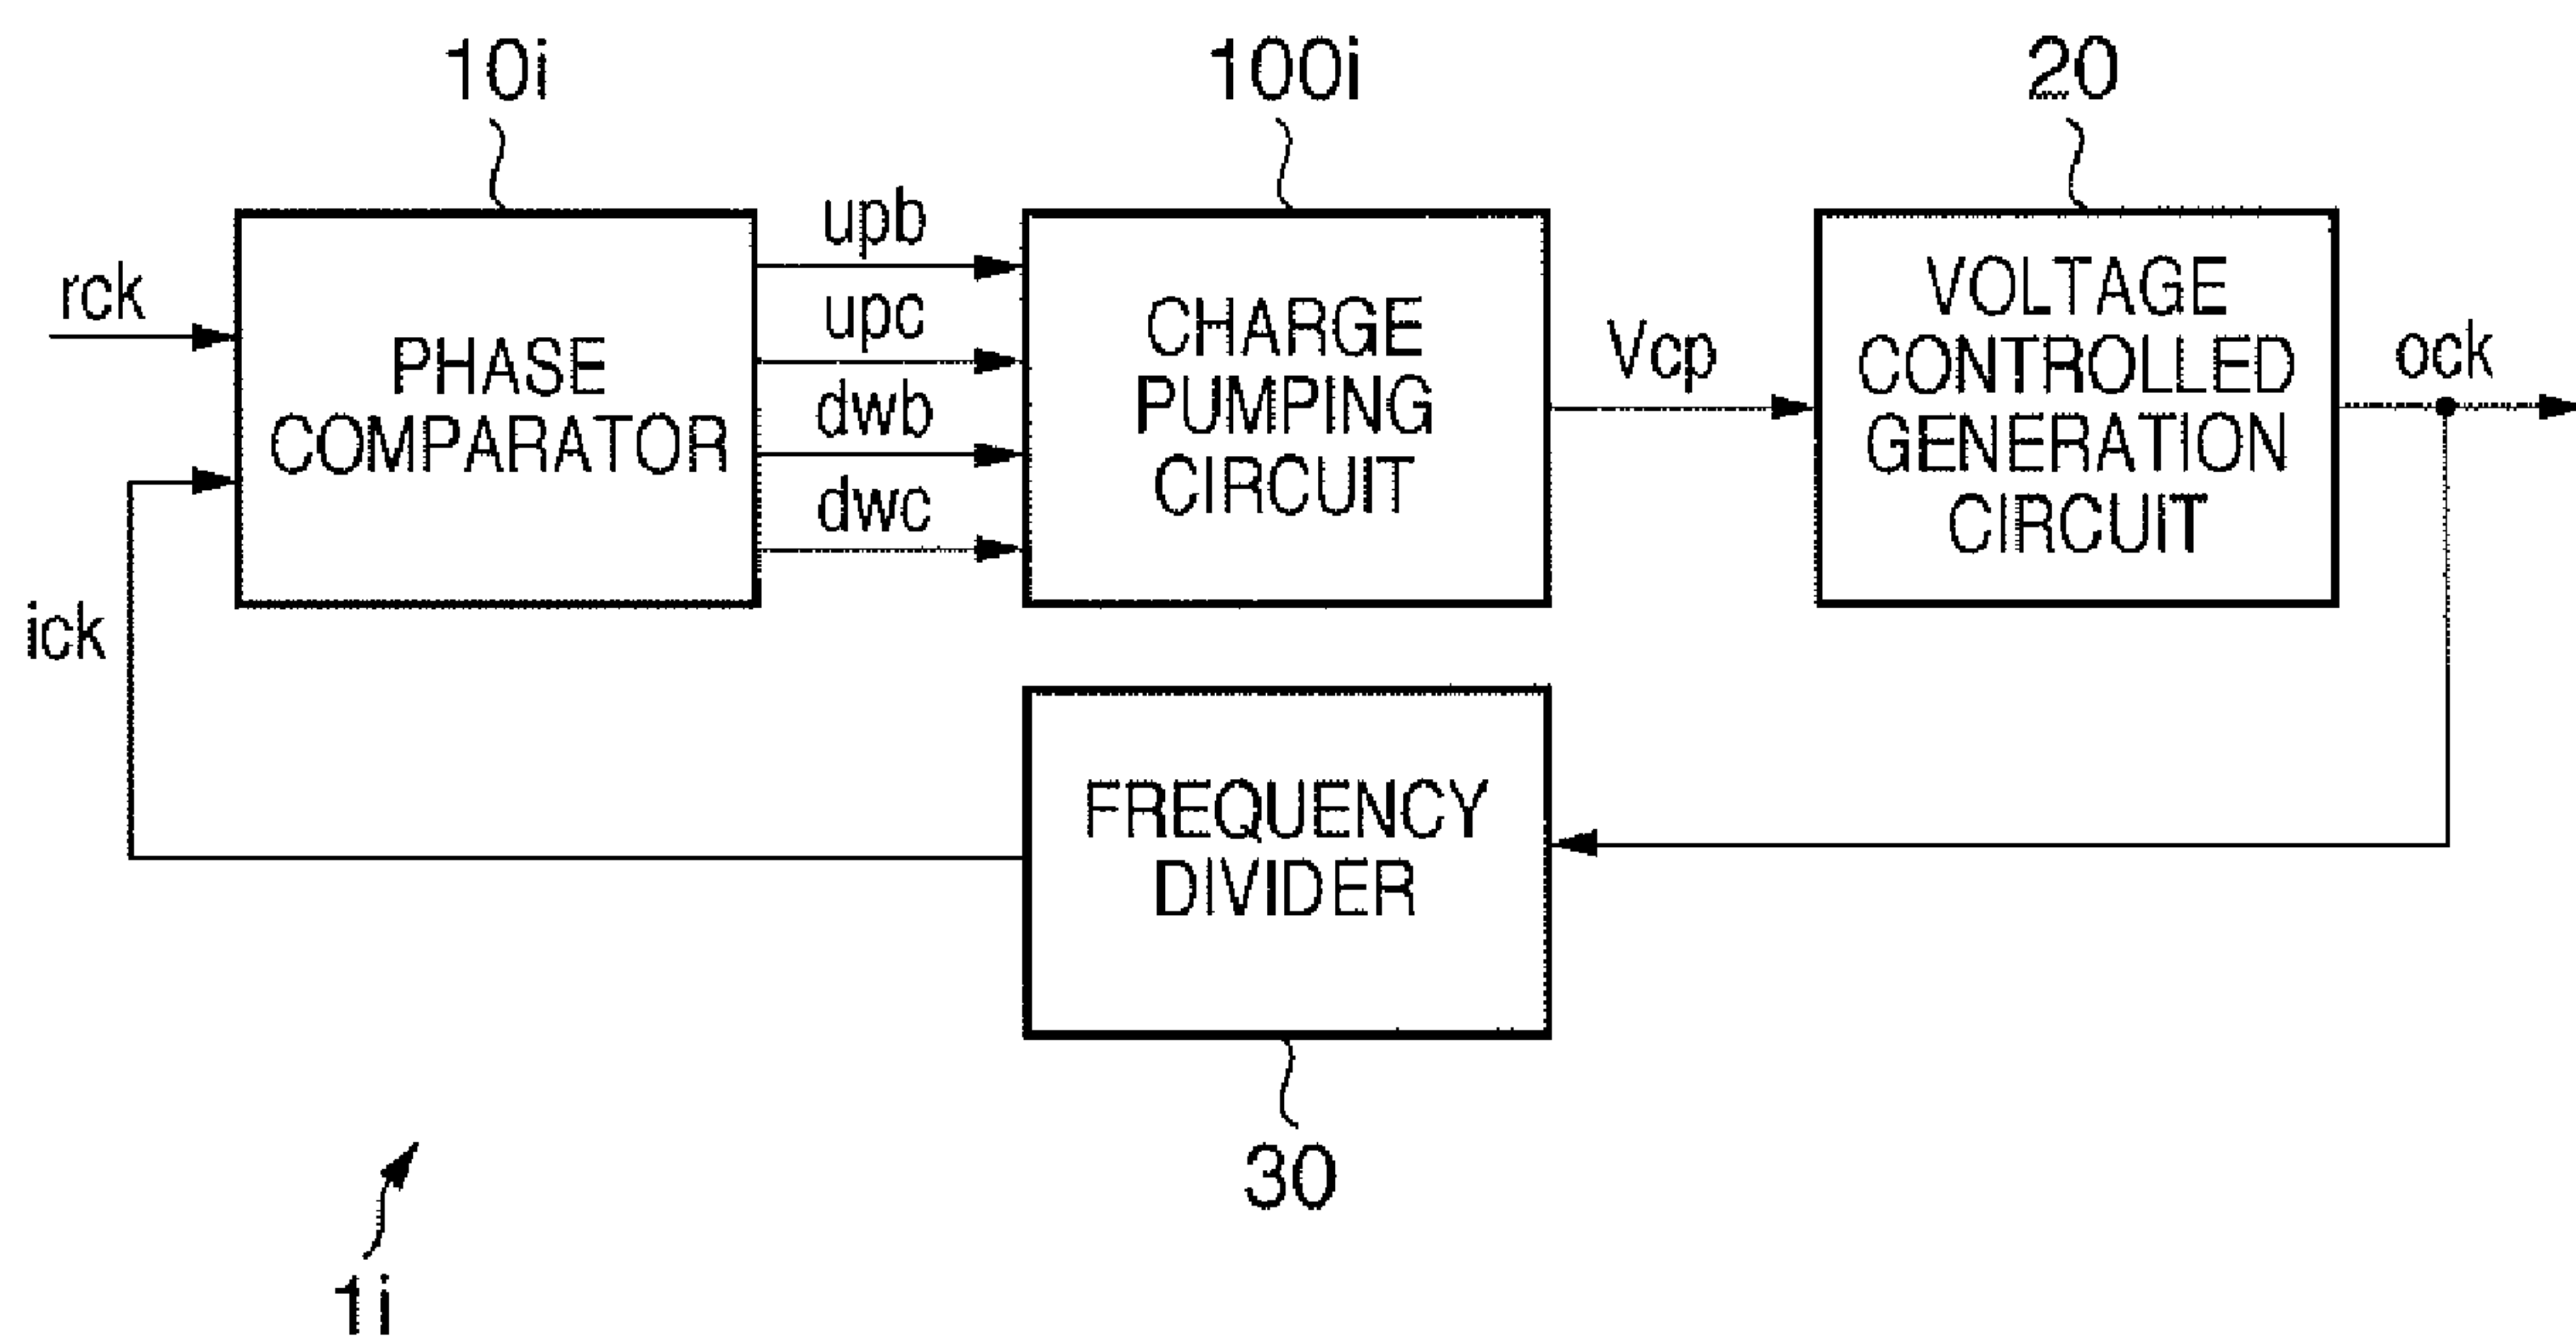 10i
100i
20
rck
ick
PHASE
COMPARATOR
upb
upc
dwb
dwc
CHARGE
PUMPING
CIRCUIT
Vcp
VOLTAGE
CONTROLLED
GENERATION
CIRCUIT
ock
FREQUENCY
DIVIDER
30
1i